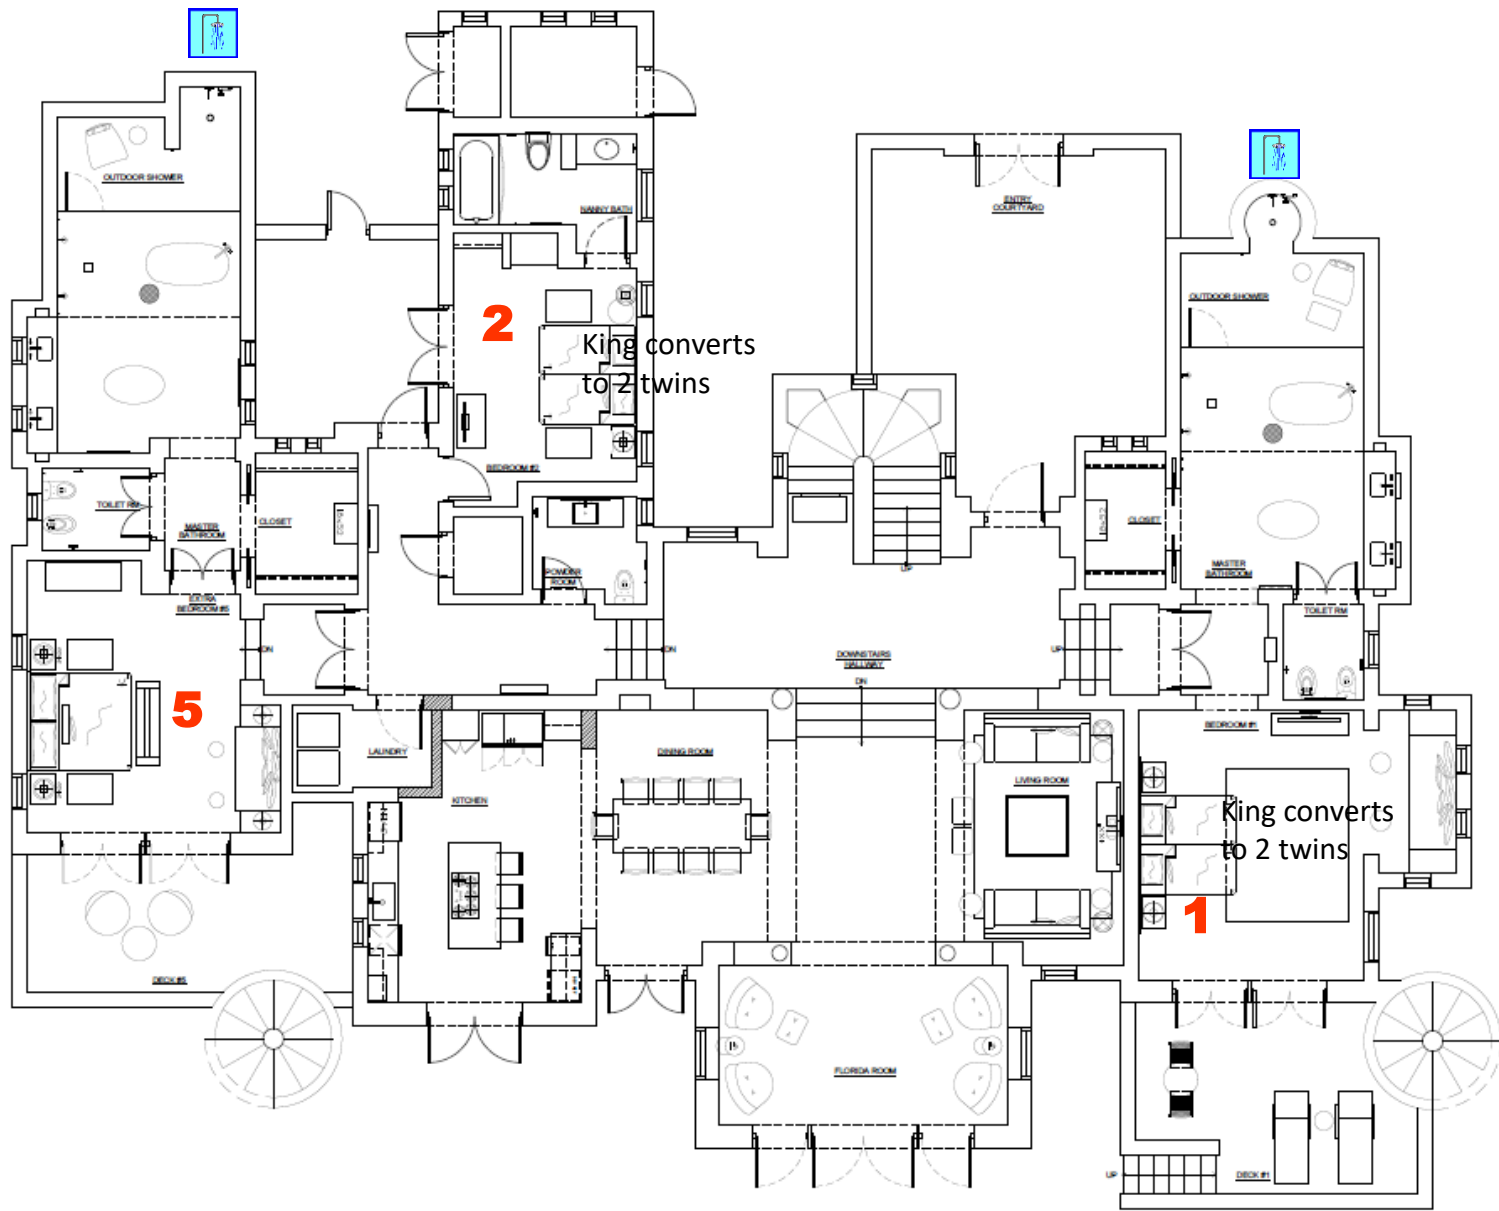 OUTDOOR SHOWER
NANNY BATH
ENTRY
COURTYARD
OUTDOOR SHOWER
2
King converts
to 2 twins
BEDROOM #2
TOILET RM
MASTER
BATHROOM
CLOSET
POWDER
ROOM
UP
CLOSET
MASTER
BATHROOM
TOILET RM
EXTRA
BEDROOM #5
DN
DN
DOWNSTAIRS
HALLWAY
DN
UP
5
LAUNDRY
KITCHEN
DINING ROOM
LIVING ROOM
BEDROOM #1
King converts
to 2 twins
1
DECK #5
FLORIDA ROOM
UP
DECK #1